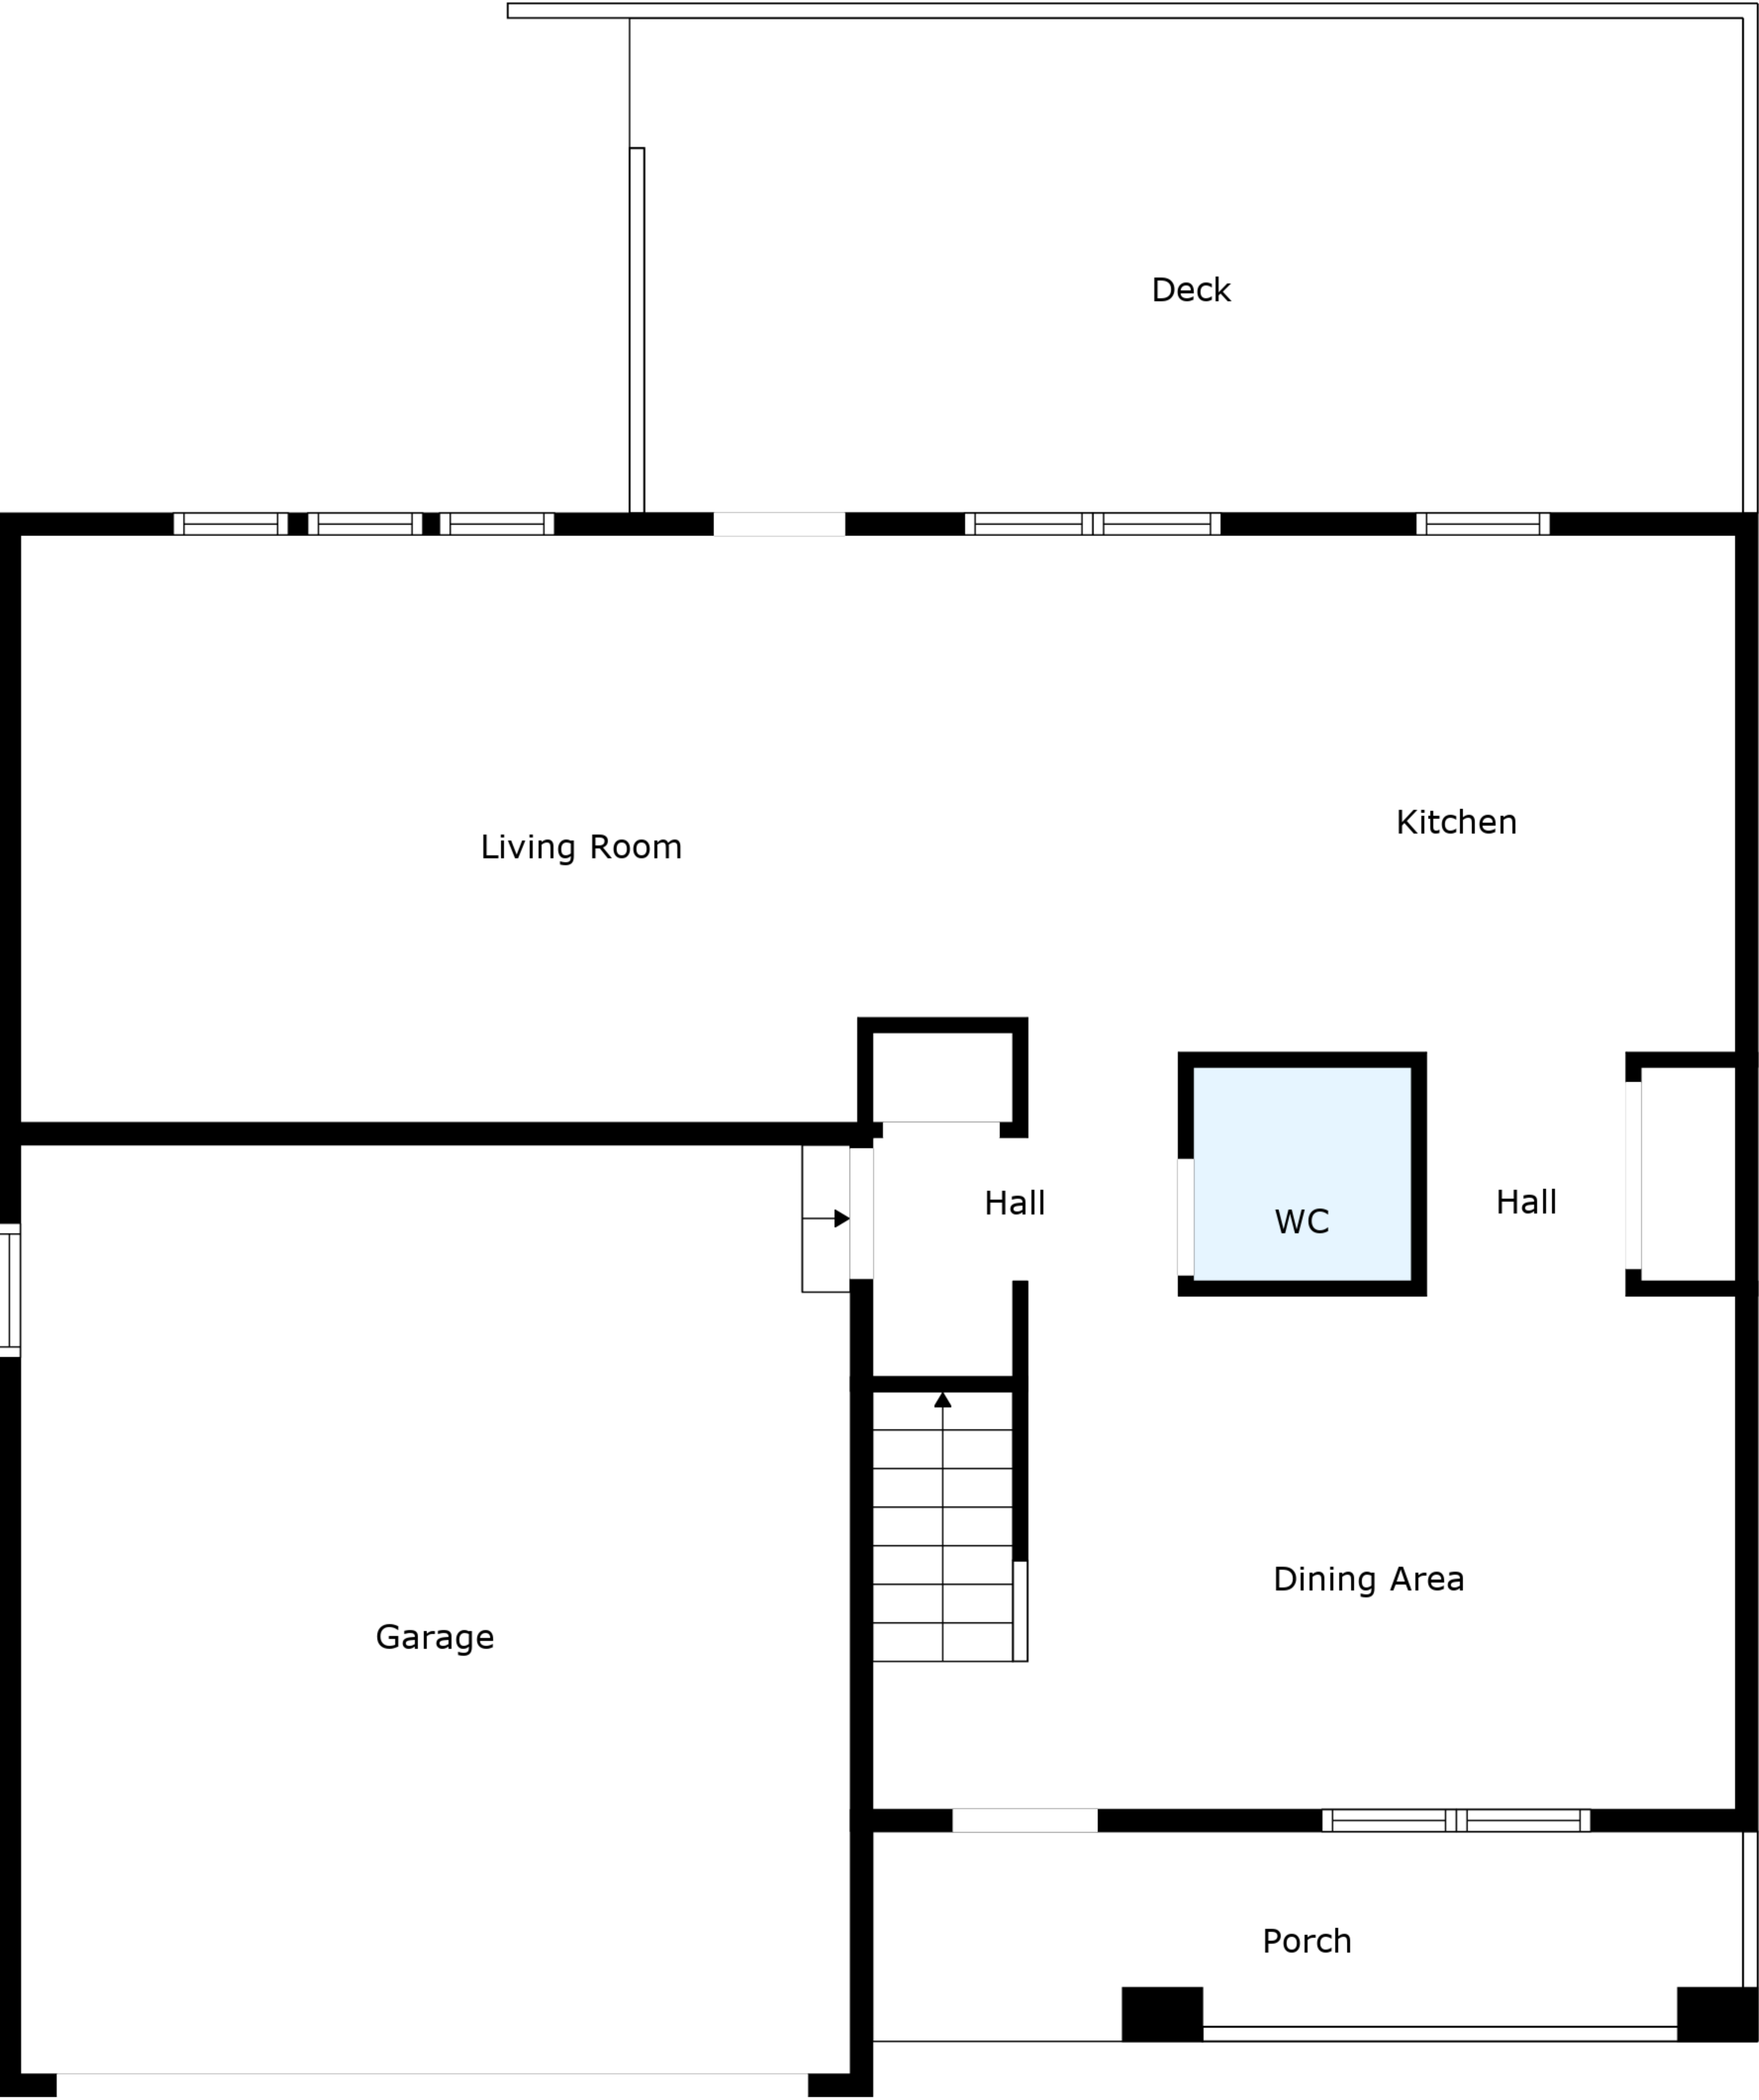 Deck
Living Room
Kitchen
Hall
WC
Hall
Dining Area
Garage
Porch